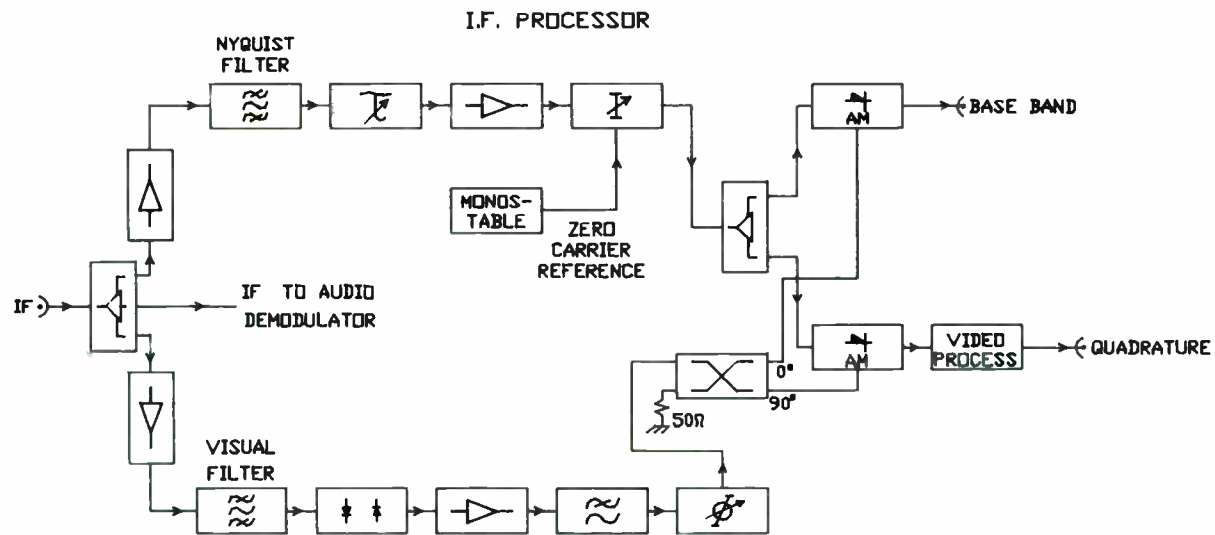 I.F. PROCESSOR
NYQUIST
FILTER
AM
BASE BAND
MONOS-
TABLE
ZERO
CARRIER
REFERENCE
IF
IF TO AUDIO
DEMODULATOR
AM
VIDEO
PROCESS
QUADRATURE
0°
90°
50Ω
VISUAL
FILTER